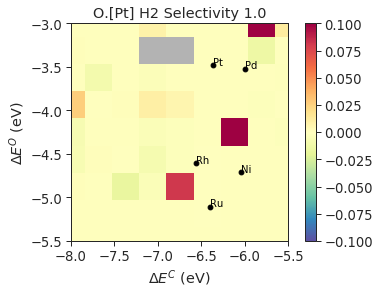 O.[Pt] H2 Selectivity 1.0
−3.0
−3.5
−4.0
−4.5
−5.0
−5.5
ΔE^O (eV)
Pt
Pd
Rh
Ni
Ru
−8.0 −7.5 −7.0 −6.5 −6.0 −5.5
ΔE^C (eV)
0.100
0.075
0.050
0.025
0.000
−0.025
−0.050
−0.075
−0.100